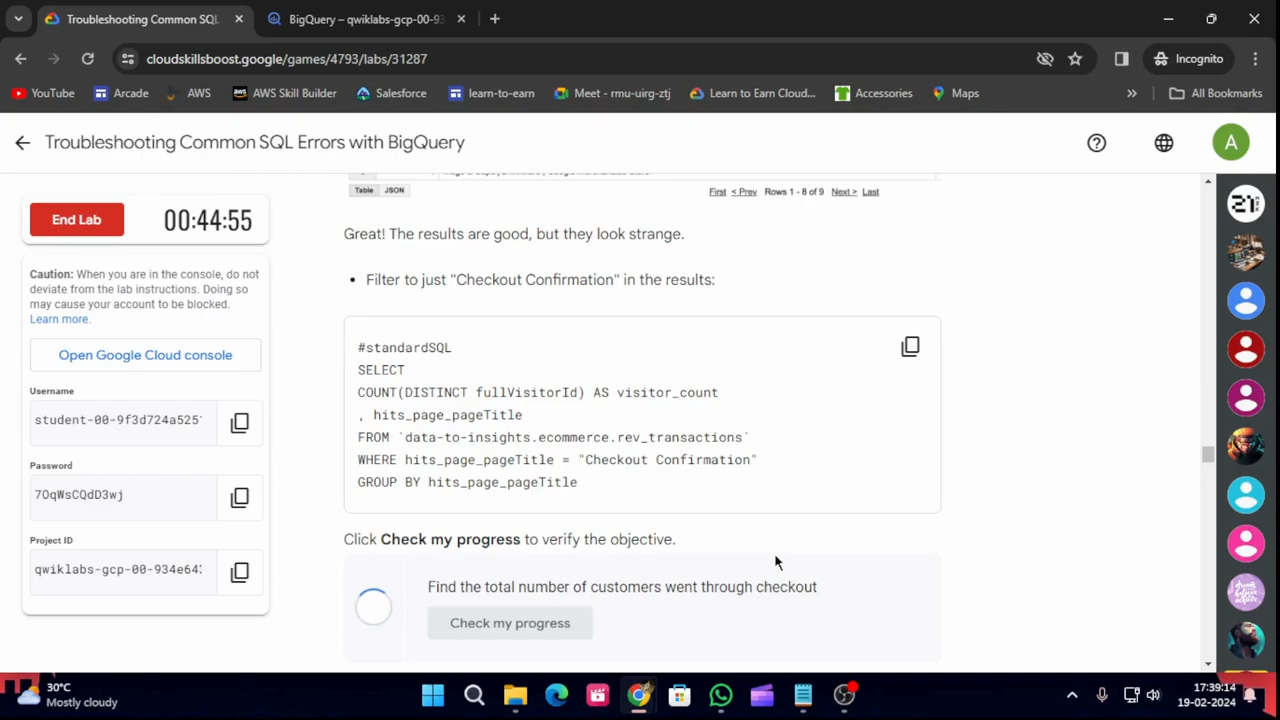 Troubleshooting Common SQL
BigQuery – qwiklabs-gcp-00-93
cloudskillsboost.google/games/4793/labs/31287
Incognito
YouTube
Arcade
AWS
AWS Skill Builder
Salesforce
learn-to-earn
Meet - rmu-uirg-ztj
Learn to Earn Cloud...
Accessories
Maps
All Bookmarks
Troubleshooting Common SQL Errors with BigQuery
A
End Lab
00:44:55
Caution: When you are in the console, do not
deviate from the lab instructions. Doing so
may cause your account to be blocked.
Learn more.
Open Google Cloud console
Username
student-00-9f3d724a525
Password
7OqWsCQdD3wj
Project ID
qwiklabs-gcp-00-934e64
Table JSON
First < Prev Rows 1 - 8 of 9 Next > Last
Great! The results are good, but they look strange.
• Filter to just "Checkout Confirmation" in the results:
#standardSQL
SELECT
COUNT(DISTINCT fullVisitorId) AS visitor_count
, hits_page_pageTitle
FROM `data-to-insights.ecommerce.rev_transactions`
WHERE hits_page_pageTitle = "Checkout Confirmation"
GROUP BY hits_page_pageTitle
Click Check my progress to verify the objective.
Find the total number of customers went through checkout
Check my progress
21
30°C
Mostly cloudy
17:39:14
19-02-2024